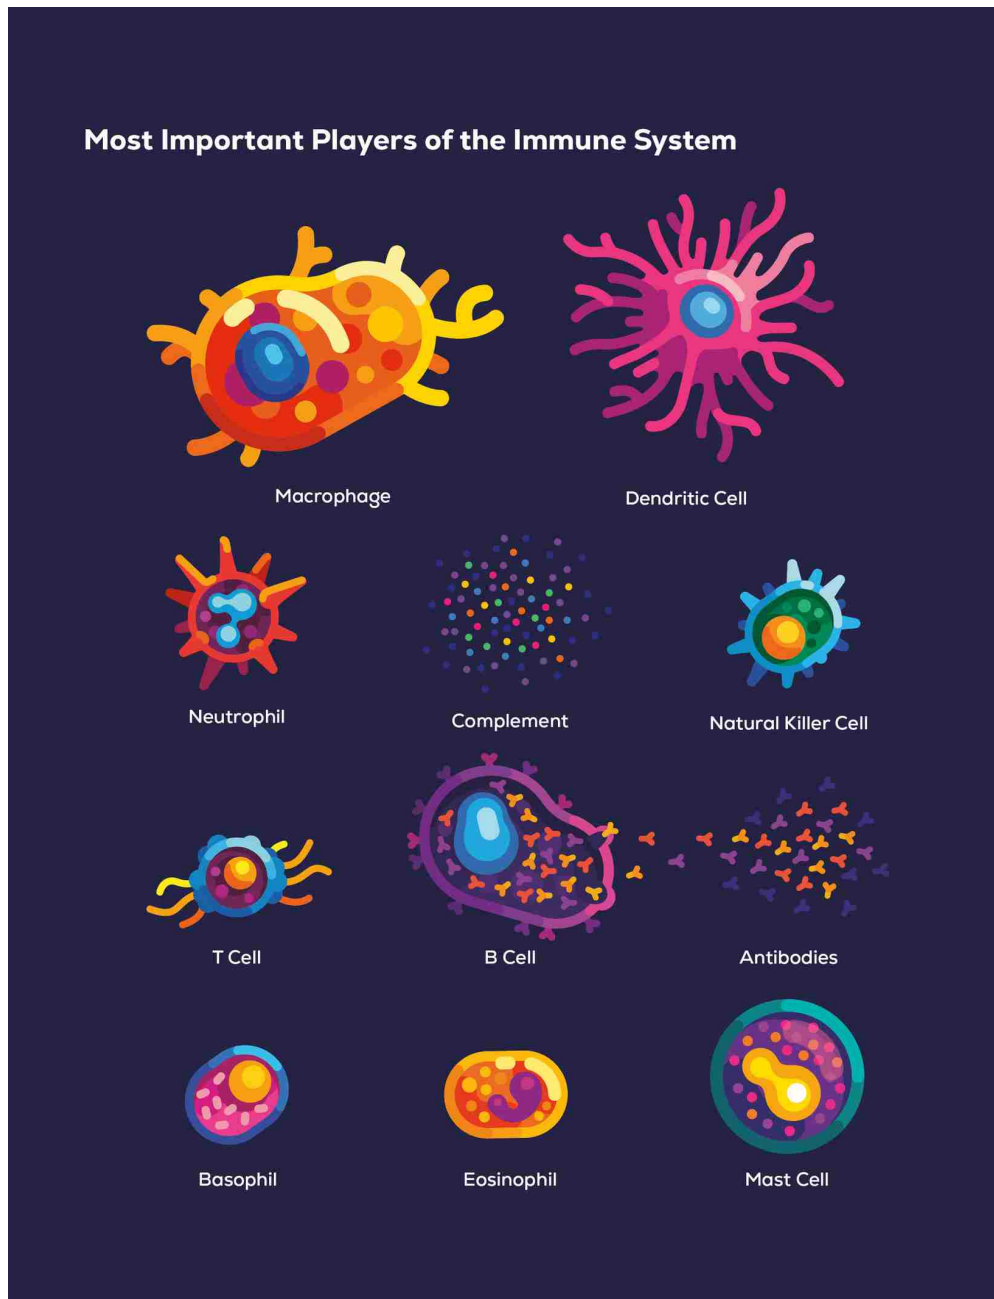 Most Important Players of the Immune System
Macrophage
Dendritic Cell
Neutrophil
Complement
Natural Killer Cell
T Cell
B Cell
Antibodies
Basophil
Eosinophil
Mast Cell